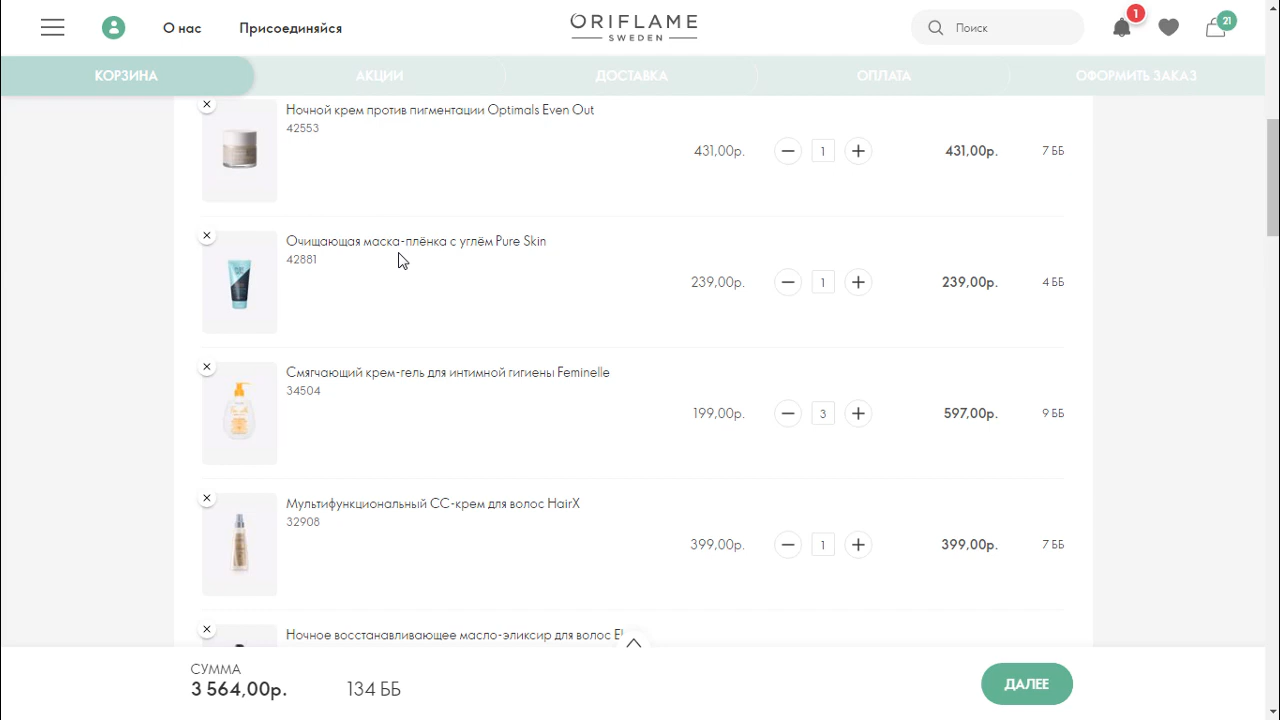 О нас
Присоединяйся
ORIFLAME
SWEDEN
Поиск
1
21
КОРЗИНА
АКЦИИ
ДОСТАВКА
ОПЛАТА
ОФОРМИТЬ ЗАКАЗ
Ночной крем против пигментации Optimals Even Out
42553
431,00р. 1 431,00р. 7 ББ
Очищающая маска-плёнка с углём Pure Skin
42881
239,00р. 1 239,00р. 4 ББ
Смягчающий крем-гель для интимной гигиены Feminelle
34504
199,00р. 3 597,00р. 9 ББ
Мультифункциональный СС-крем для волос HairX
32908
399,00р. 1 399,00р. 7 ББ
Ночное восстанавливающее масло-эликсир для волос
СУММА
3 564,00р. 134 ББ
ДАЛЕЕ